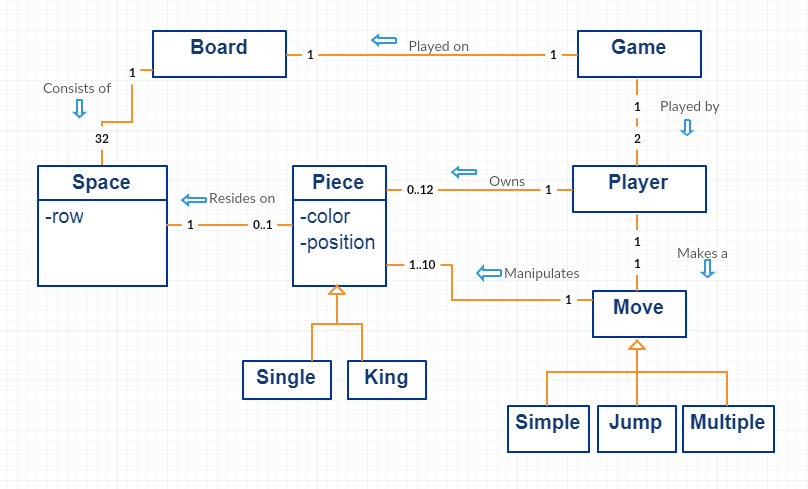 Board
Game
1
Played on
1
1
Consists of
32
1
Played by
2
Space
-row
Piece
-color
-position
Player
Resides on
1
0..1
0..12
Owns
1
1
Makes a
1
1..10
Manipulates
1
Move
Single
King
Simple
Jump
Multiple